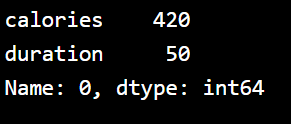 calories    420
duration     50
Name: 0, dtype: int64